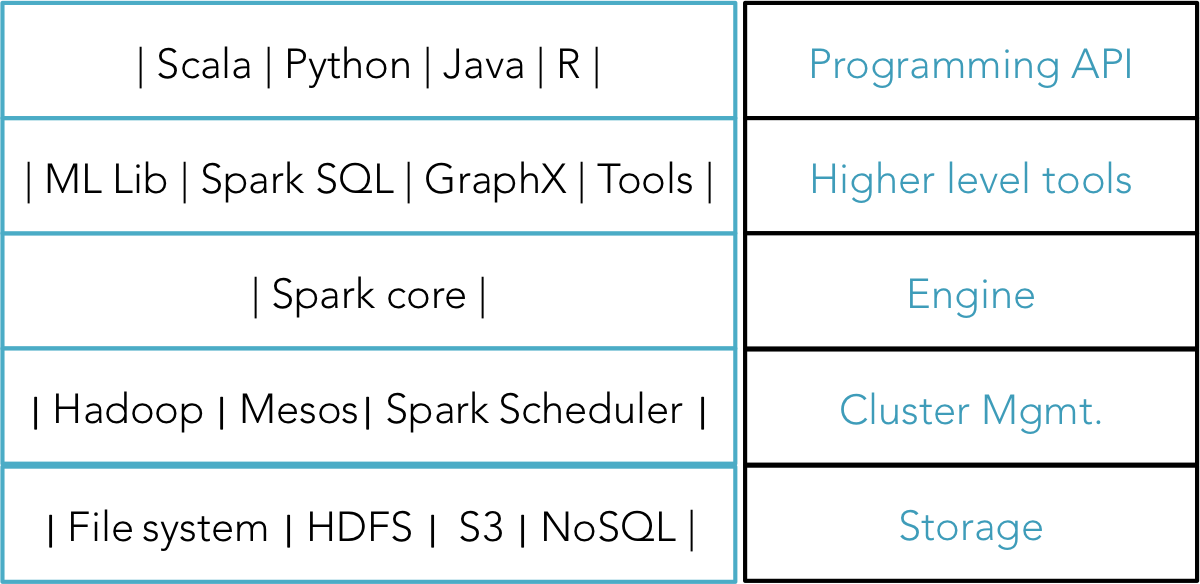 | Scala | Python | Java | R |
Programming API
| ML Lib | Spark SQL | GraphX | Tools |
Higher level tools
| Spark core |
Engine
| Hadoop | Mesos| Spark Scheduler |
Cluster Mgmt.
| File system | HDFS | S3 | NoSQL |
Storage